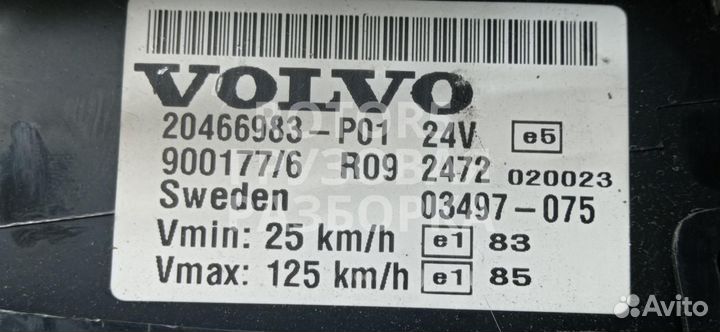 VOLVO
20466983-P01 24V e5
900177/6 R09 2472 020023
Sweden 03497-075
Vmin: 25 km/h e1 83
Vmax: 125 km/h e1 85
РАЗБОРКА
Avito